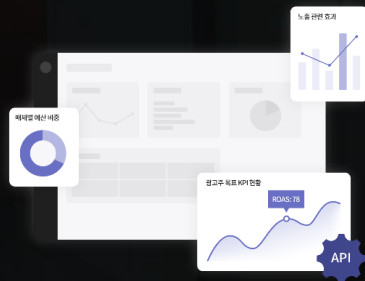 노출 관련 효과
매체별 예산 비중
광고주 목표 KPI 현황
ROAS: 78
API